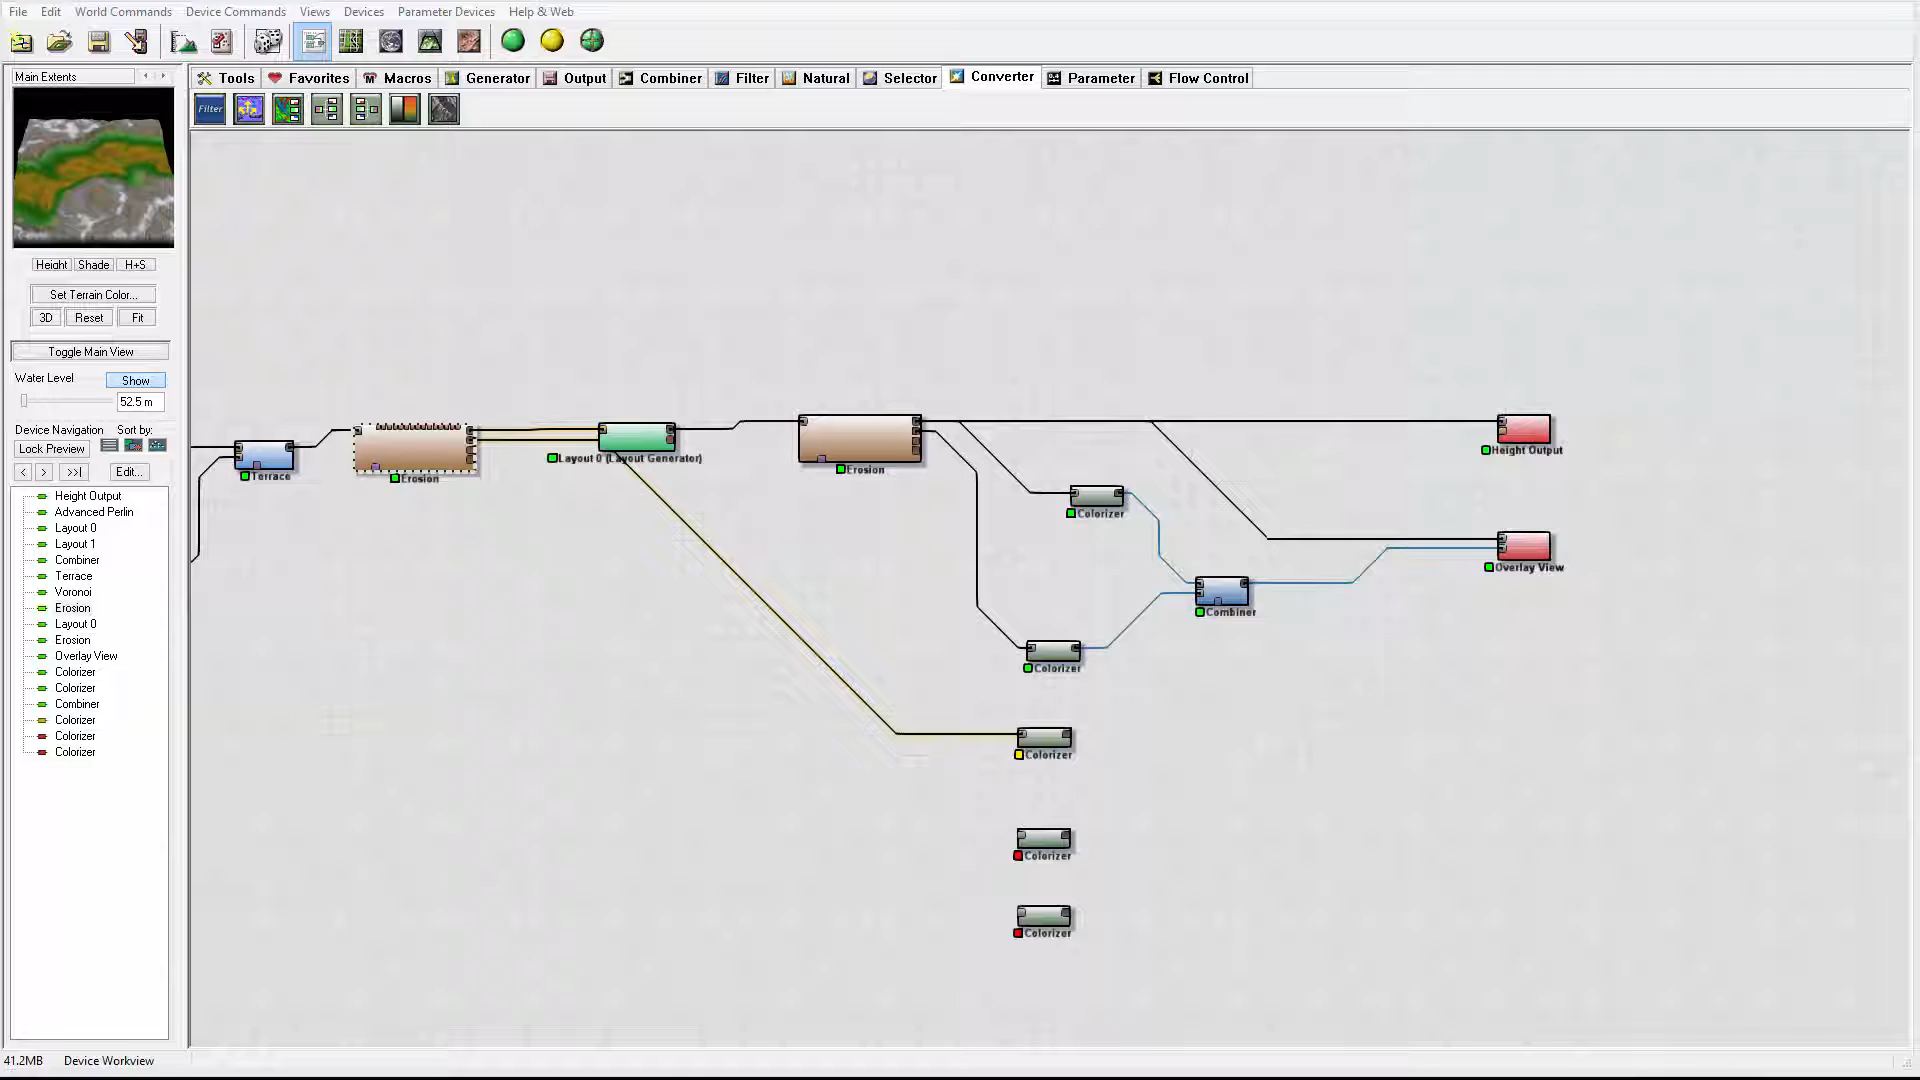 File Edit World Commands Device Commands Views Devices Parameter Devices Help & Web
Main Extents
Tools Favorites Macros Generator Output Combiner Filter Natural Selector Converter Parameter Flow Control
Filter
Height Shade H+S
Set Terrain Color...
3D Reset Fit
Toggle Main View
Water Level Show
52.5 m
Device Navigation Sort by:
Lock Preview
< > >>| Edit...
Height Output
Advanced Perlin
Layout 0
Layout 1
Combiner
Terrace
Voronoi
Erosion
Layout 0
Erosion
Overlay View
Colorizer
Colorizer
Combiner
Colorizer
Colorizer
Colorizer
Terrace
Erosion
Layout 0 (Layout Generator)
Erosion
Height Output
Colorizer
Overlay View
Combiner
Colorizer
Colorizer
Colorizer
Colorizer
41.2MB Device Workview